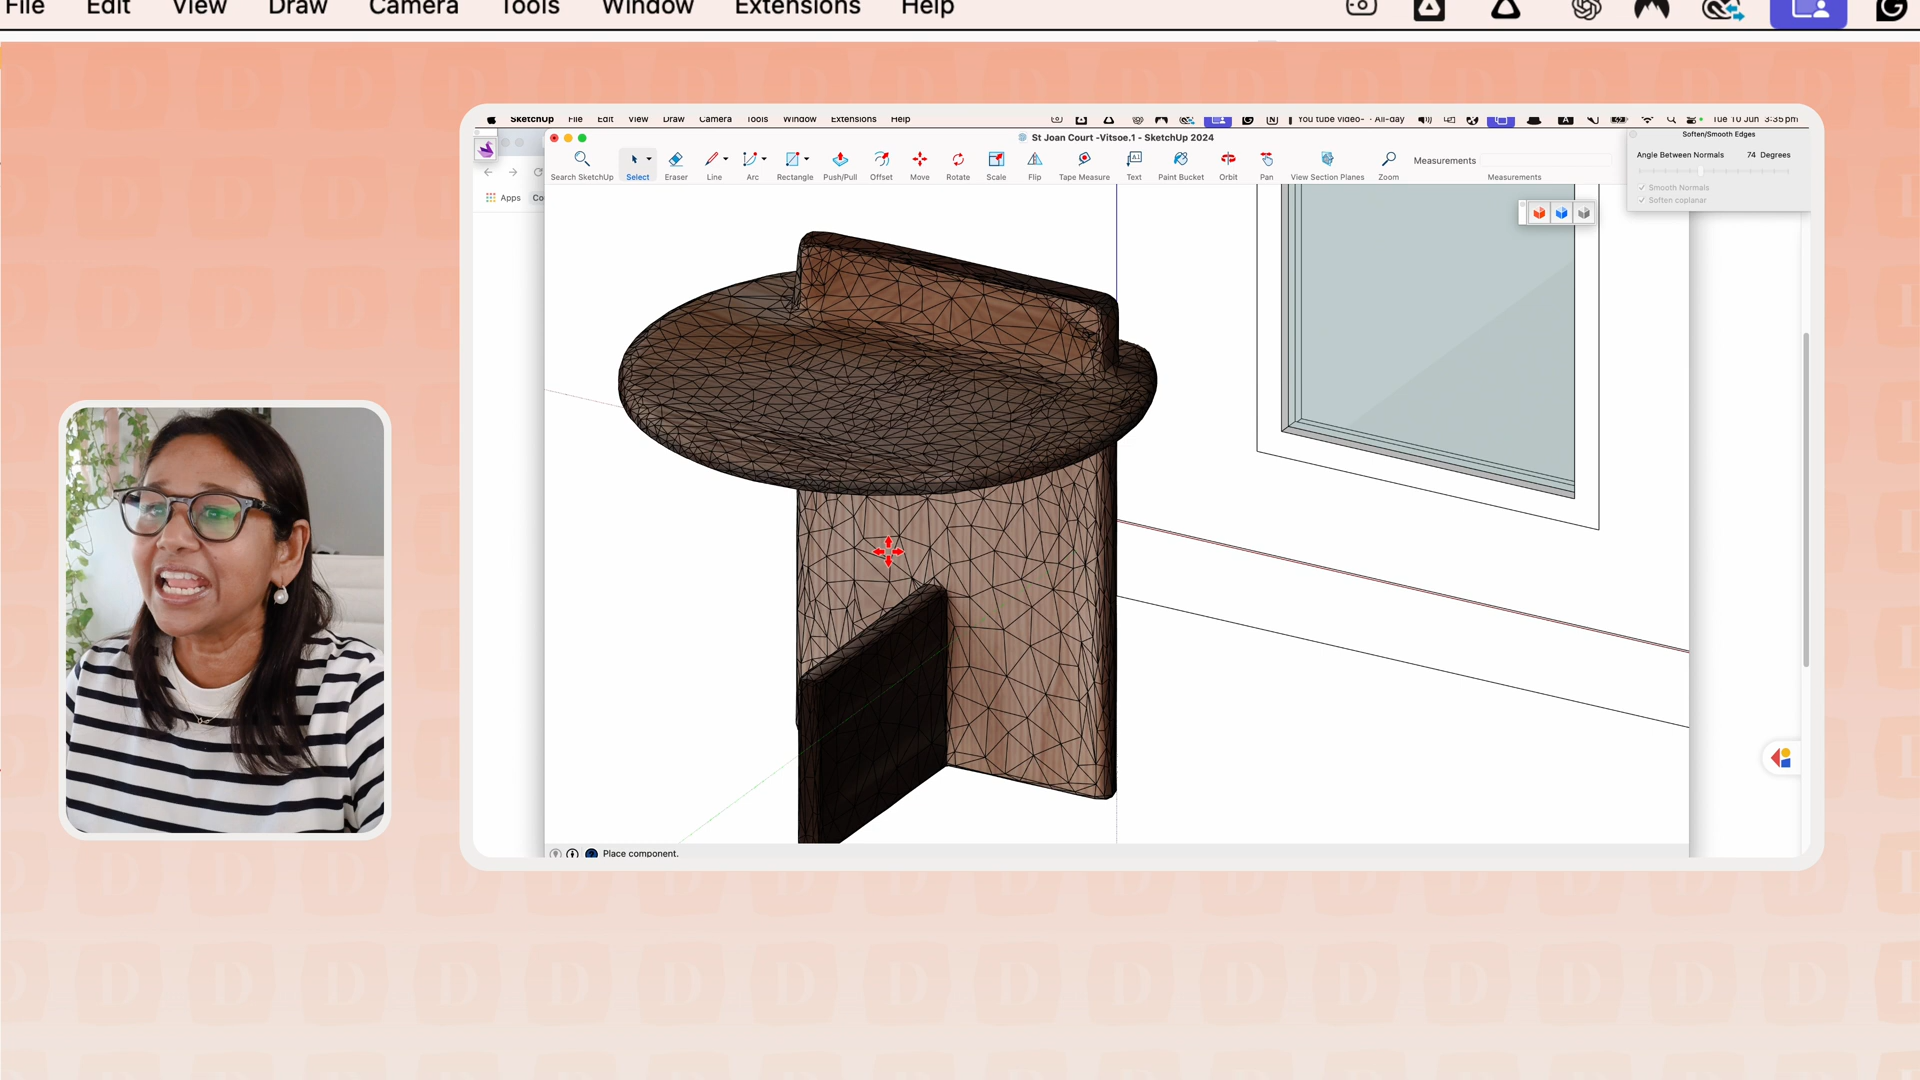 File Edit View Draw Camera Tools Window Extensions Help
SketchUp File Edit View Draw Camera Tools Window Extensions Help You tube video- · All-day Tue 10 Jun 3:35 pm
St Joan Court -Vitsoe.1 - SketchUp 2024
Soften/Smooth Edges
Search SketchUp Select Eraser Line Arc Rectangle Push/Pull Offset Move Rotate Scale Flip Tape Measure Text Paint Bucket Orbit Pan View Section Planes Zoom Measurements
Measurements
Angle Between Normals 74 Degrees
Smooth Normals
Soften coplanar
Apps Co
Place component.